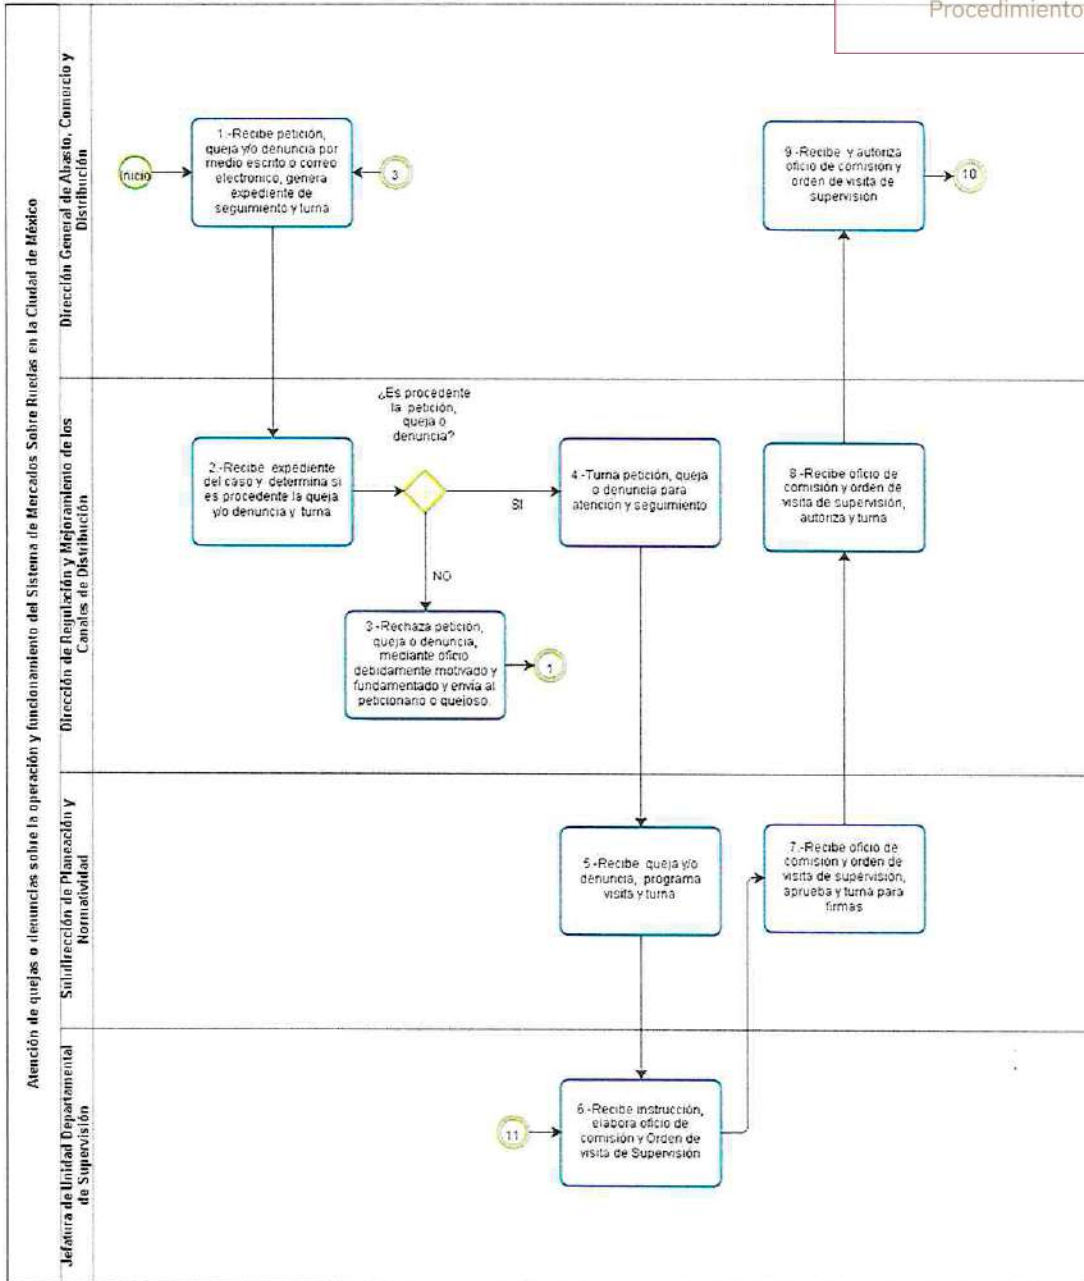 Procedimiento
Atención de quejas o denuncias sobre la operación y funcionamiento del Sistema de Mercados Sobre Ruedas en la Ciudad de México
Dirección General de Abasto, Comercio y
Distribución
Inicio
1.-Recibe petición,
queja y/o denuncia por
medio escrito o correo
electronico, genera
expediente de
seguimiento y turna
3
9.-Recibe y autoriza
oficio de comisión y
orden de visita de
supervisión
10
Dirección de Regulación y Mejoramiento de los
Canales de Distribución
2.-Recibe expediente
del caso y determina si
es procedente la queja
y/o denuncia y turna
¿Es procedente
la petición,
queja o
denuncia?
SI
NO
4.-Turna petición, queja
o denuncia para
atención y seguimiento
8.-Recibe oficio de
comisión y orden de
visita de supervisión,
autoriza y turna
3.-Rechaza petición,
queja o denuncia,
mediante oficio
debidamente motivado y
fundamentado y envia al
peticionario o quejoso.
1
Subdirección de Planeación y
Normatividad
5.-Recibe queja y/o
denuncia, programa
visita y turna
7.-Recibe oficio de
comisión y orden de
visita de supervisión,
aprueba y turna para
firmas
Jefatura de Unidad Departamental
de Supervisión
11
6.-Recibe instrucción,
elabora oficio de
comisión y Orden de
visita de Supervisión